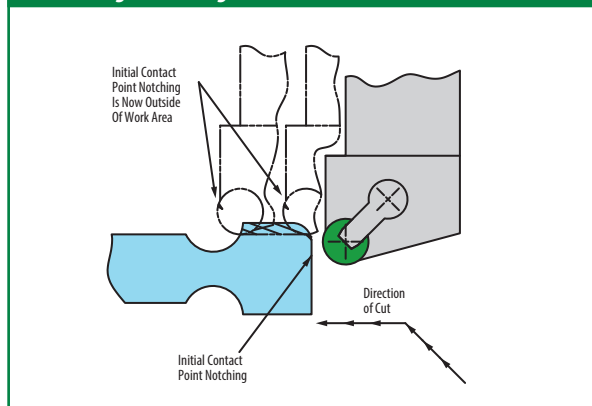 Initial Contact
Point Notching
Is Now Outside
Of Work Area
Direction
of Cut
Initial Contact
Point Notching